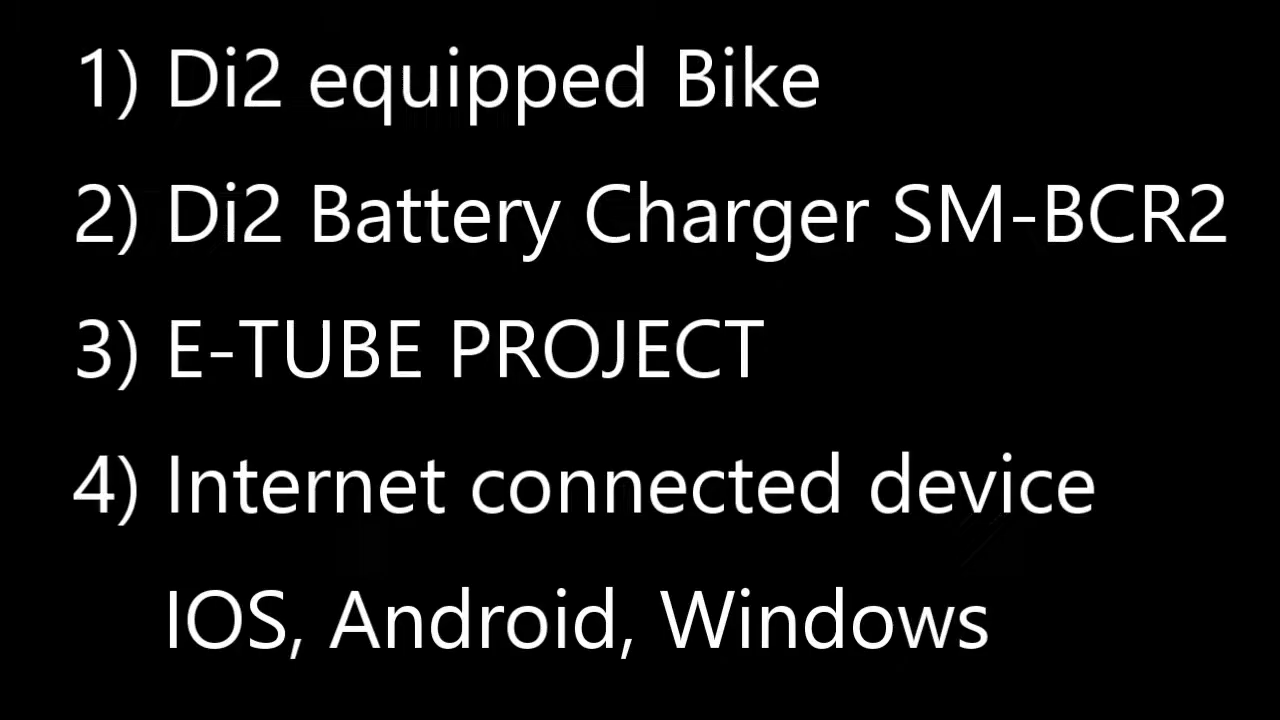 1) Di2 equipped Bike
2) Di2 Battery Charger SM-BCR2
3) E-TUBE PROJECT
4) Internet connected device
IOS, Android, Windows